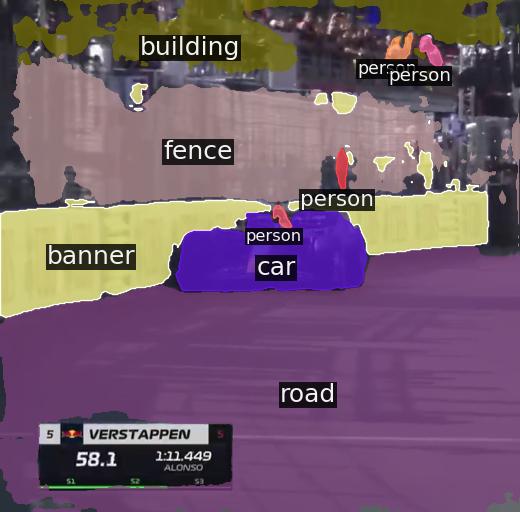 building
person
person
fence
person
person
banner
car
road
5 VERSTAPPEN 5
58.1 1:11.449
ALONSO
S1 S2 S3